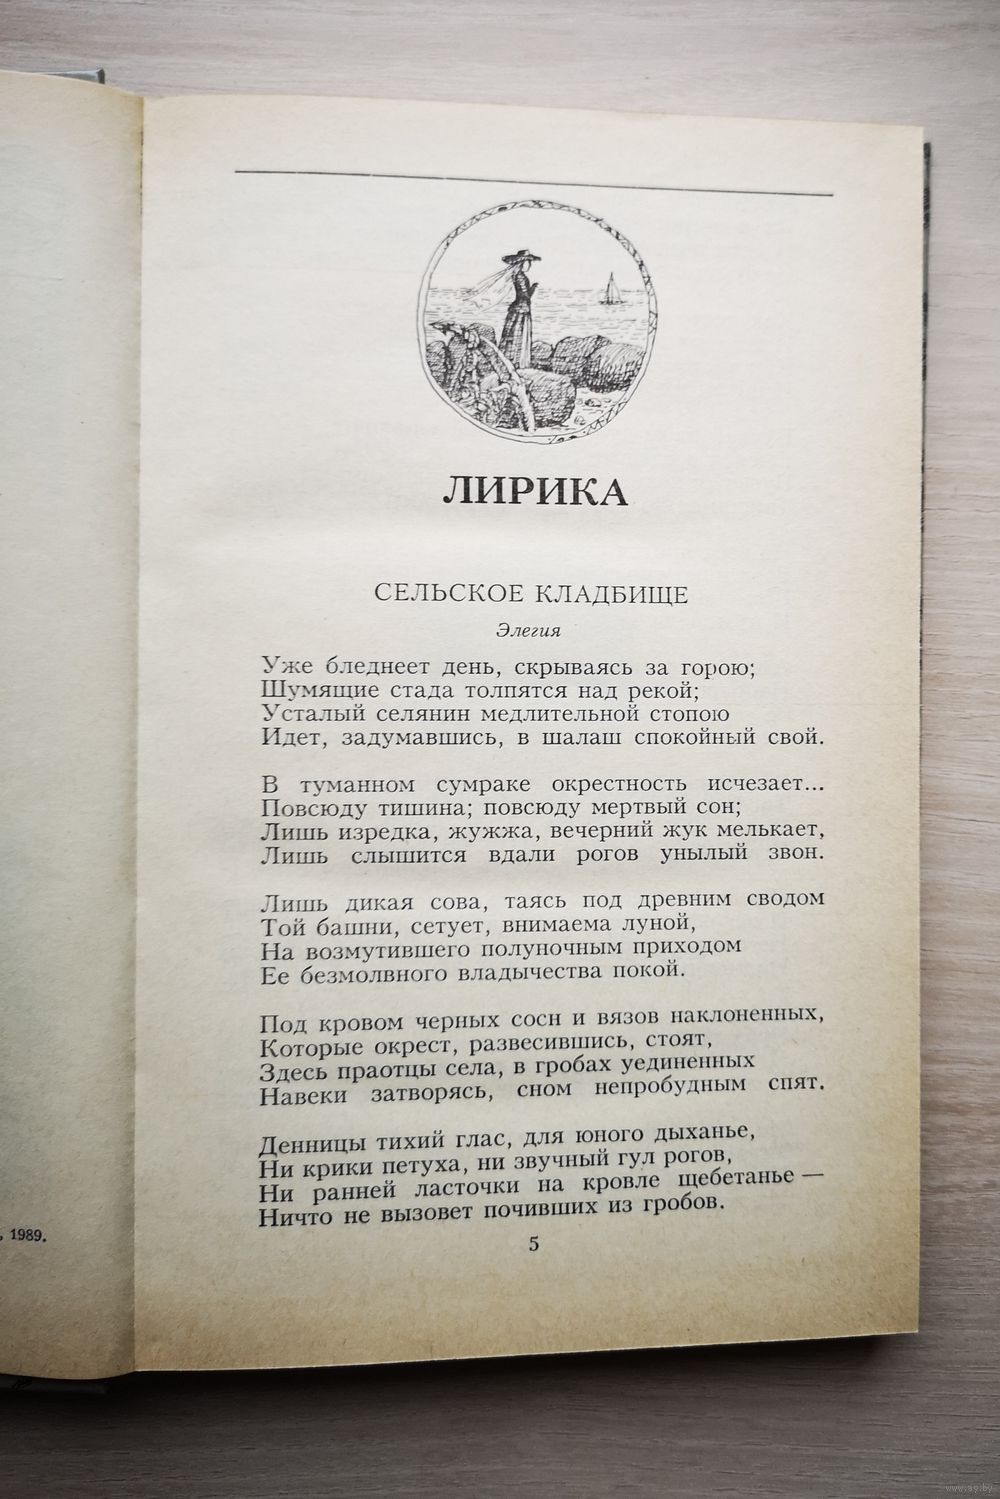 ЛИРИКА
СЕЛЬСКОЕ КЛАДБИЩЕ
Элегия
Уже бледнеет день, скрываясь за горою;
Шумящие стада толпятся над рекой;
Усталый селянин медлительной стопою
Идет, задумавшись, в шалаш спокойный свой.
В туманном сумраке окрестность исчезает...
Повсюду тишина; повсюду мертвый сон;
Лишь изредка, жужжа, вечерний жук мелькает,
Лишь слышится вдали рогов унылый звон.
Лишь дикая сова, таясь под древним сводом
Той башни, сетует, внимаема луной,
На возмутившего полуночным приходом
Ее безмолвного владычества покой.
Под кровом черных сосн и вязов наклоненных,
Которые окрест, развесившись, стоят,
Здесь праотцы села, в гробах уединенных
Навеки затворясь, сном непробудным спят.
Денницы тихий глас, для юного дыханье,
Ни крики петуха, ни звучный гул рогов,
Ни ранней ласточки на кровле щебетанье —
Ничто не вызовет почивших из гробов.
5
, 1989.
www.ay.by